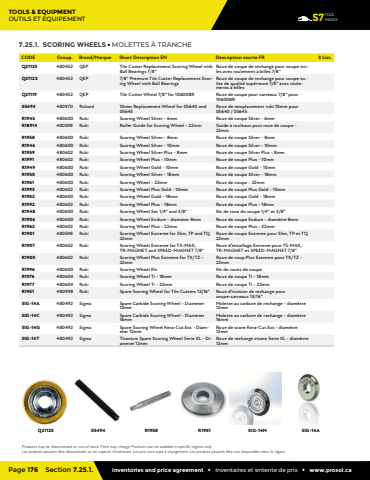 TOOLS & EQUIPMENT
OUTILS ET ÉQUIPEMENT
S7 TOOL INDEX
7.25.1. SCORING WHEELS • MOLETTES À TRANCHE
CODE Group. Brand/Marque Short Description EN Description courte FR $ List.
Q21125 480452 QEP Tile Cutter Replacement Scoring Wheel with Ball Bearings 7/8" Roue de coupe de rechange pour coupe-tuiles avec roulement à billes 7/8"
Q21123 480452 QEP 7/8" Premium Tile Cutter Replacement Scoring Wheel with Ball Bearings Roue de coupe de rechange pour coupe-tuiles de qualité supérieure 7/8" avec roulements à billes
Q21119 480452 QEP Tile Cutter Wheel 7/8" for 10600BR Roue de coupe pour carreaux 7/8" pour 10600BR
05494 480970 Richard 10mm Replacement Wheel for 05640 and 05645 Roue de remplacement rubi 10mm pour 05640 / 05645
R1945 480600 Rubi Scoring Wheel Silver - 6mm Roue de coupe Silver - 6mm
R18914 480598 Rubi Roller Guide for Scoring Wheel - 22mm Guide à rouleaux pour roue de coupe - 22mm
R1958 480600 Rubi Scoring Wheel Silver - 8mm Roue de coupe Silver - 8mm
R1946 480600 Rubi Scoring Wheel Silver - 10mm Roue de coupe Silver - 10mm
R1959 480602 Rubi Scoring Wheel Silver Plus - 8mm Roue de coupe Silver Plus - 8mm
R1991 480602 Rubi Scoring Wheel Plus - 10mm Roue de coupe Plus - 10mm
R1949 480600 Rubi Scoring Wheel Gold - 10mm Roue de coupe Gold - 10mm
R1950 480600 Rubi Scoring Wheel Silver - 18mm Roue de coupe Silver - 18mm
R1961 480600 Rubi Scoring Wheel - 22mm Roue de coupe - 22mm
R1993 480602 Rubi Scoring Wheel Plus Gold - 10mm Roue de coupe Plus Gold - 10mm
R1952 480600 Rubi Scoring Wheel Gold - 18mm Roue de coupe Gold - 18mm
R1992 480602 Rubi Scoring Wheel Plus - 18mm Roue de coupe Plus - 18mm
R1948 480600 Rubi Scoring Wheel Set 1/4" and 3/8" Kit de roue de coupe 1/4" et 3/8"
R1906 480604 Rubi Scoring Wheel Endure - diameter 8mm Roue de coupe Endure - diamètre 8mm
R1962 480602 Rubi Scoring Wheel Plus - 22mm Roue de coupe Plus - 22mm
R1901 480598 Rubi Scoring Wheel Extreme for Slim, TP and TQ 22mm Roue de coupe Extreme pour Slim, TP et TQ 22mm
R1907 480602 Rubi Scoring Wheel Extreme for TS-MAX, TR-MAGNET and SPEED-MAGNET 7/8" Roue d'entaillage Extreme pour TS-MAX, TR-MAGNET et SPEED-MAGNET 7/8"
R1900 480602 Rubi Scoring Wheel Plus Extreme for TX/TZ - 22mm Roue de coup Plus Extreme pour TX/TZ - 22mm
R1996 480600 Rubi Scoring Wheel Kits Kit de roues de coupe
R1976 480604 Rubi Scoring Wheel Ti - 18mm Roue de coupe Ti - 18mm
R1977 480604 Rubi Scoring Wheel Ti - 22mm Roue de coupe Ti - 22mm
R1951 480998 Rubi Spare Scoring Wheel for Tile Cutters 13/16" Roue d'incision de rechange pour coupe-carreaux 13/16"
SIG-14A 480492 Sigma Spare Carbide Scoring Wheel - Diameter 12mm Molette au carbure de rechange - diamètre 12mm
SIG-14C 480492 Sigma Spare Carbide Scoring Wheel - Diameter 16mm Molette au carbure de rechange - diamètre 16mm
SIG-14G 480492 Sigma Spare Scoring Wheel Kera-Cut Ext - Diameter 12mm Roue de score Kera-Cut Ext - diamètre 12mm
SIG-14T 480492 Sigma Titanium Spare Scoring Wheel Serie XL - Diameter 12mm Roue de rechange titane Serie XL - diamètre 12mm
Q21125 05494 R1958 R1951 SIG-14M SIG-14A
Products may be discontinued or out of stock. Price may change. Products can be available in specific regions only.
Les produits peuvent être discontinués ou en rupture d'inventaire. Les prix sont sujet à changement. Les produits peuvent être non disponibles selon la région.
Page 176 Section 7.25.1. Inventories and price agreement • Inventaires et entente de prix • www.prosol.ca